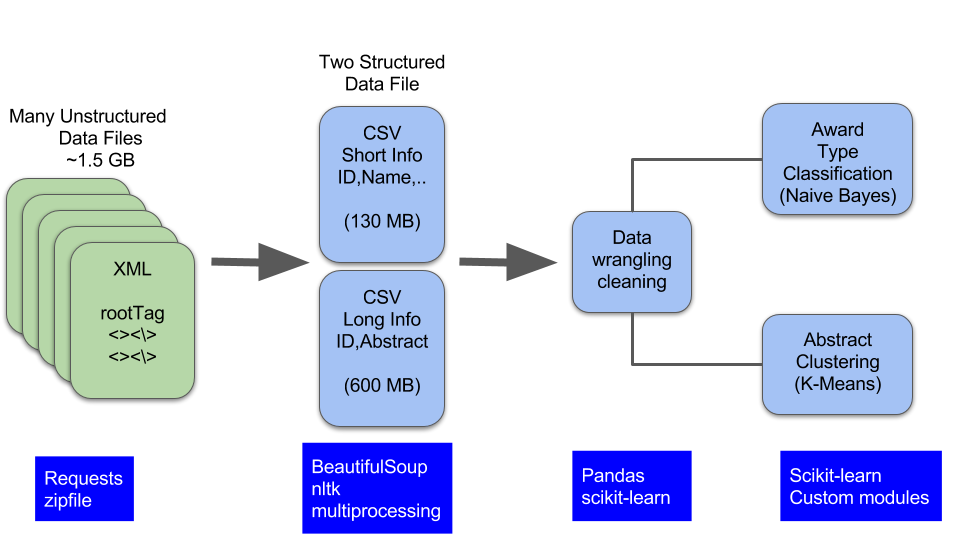 Many Unstructured
Data Files
~1.5 GB
XML
rootTag
<><\>
<><\>
Two Structured
Data File
CSV
Short Info
ID,Name,..
(130 MB)
CSV
Long Info
ID,Abstract
(600 MB)
Data
wrangling
cleaning
Award
Type
Classification
(Naive Bayes)
Abstract
Clustering
(K-Means)
Requests
zipfile
BeautifulSoup
nltk
multiprocessing
Pandas
scikit-learn
Scikit-learn
Custom modules